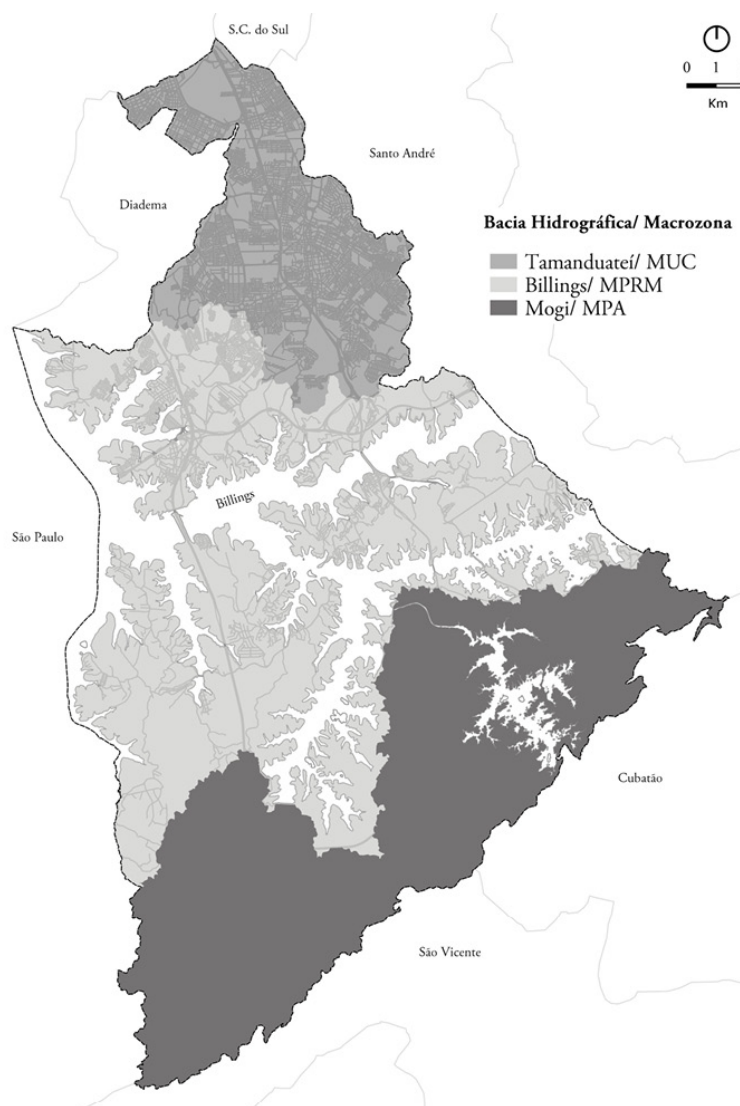 S.C. do Sul
0 1
Km
Santo André
Diadema
Bacia Hidrográfica/ Macrozona
Tamanduateí/ MUC
Billings/ MPRM
Mogi/ MPA
Billings
São Paulo
Cubatão
São Vicente